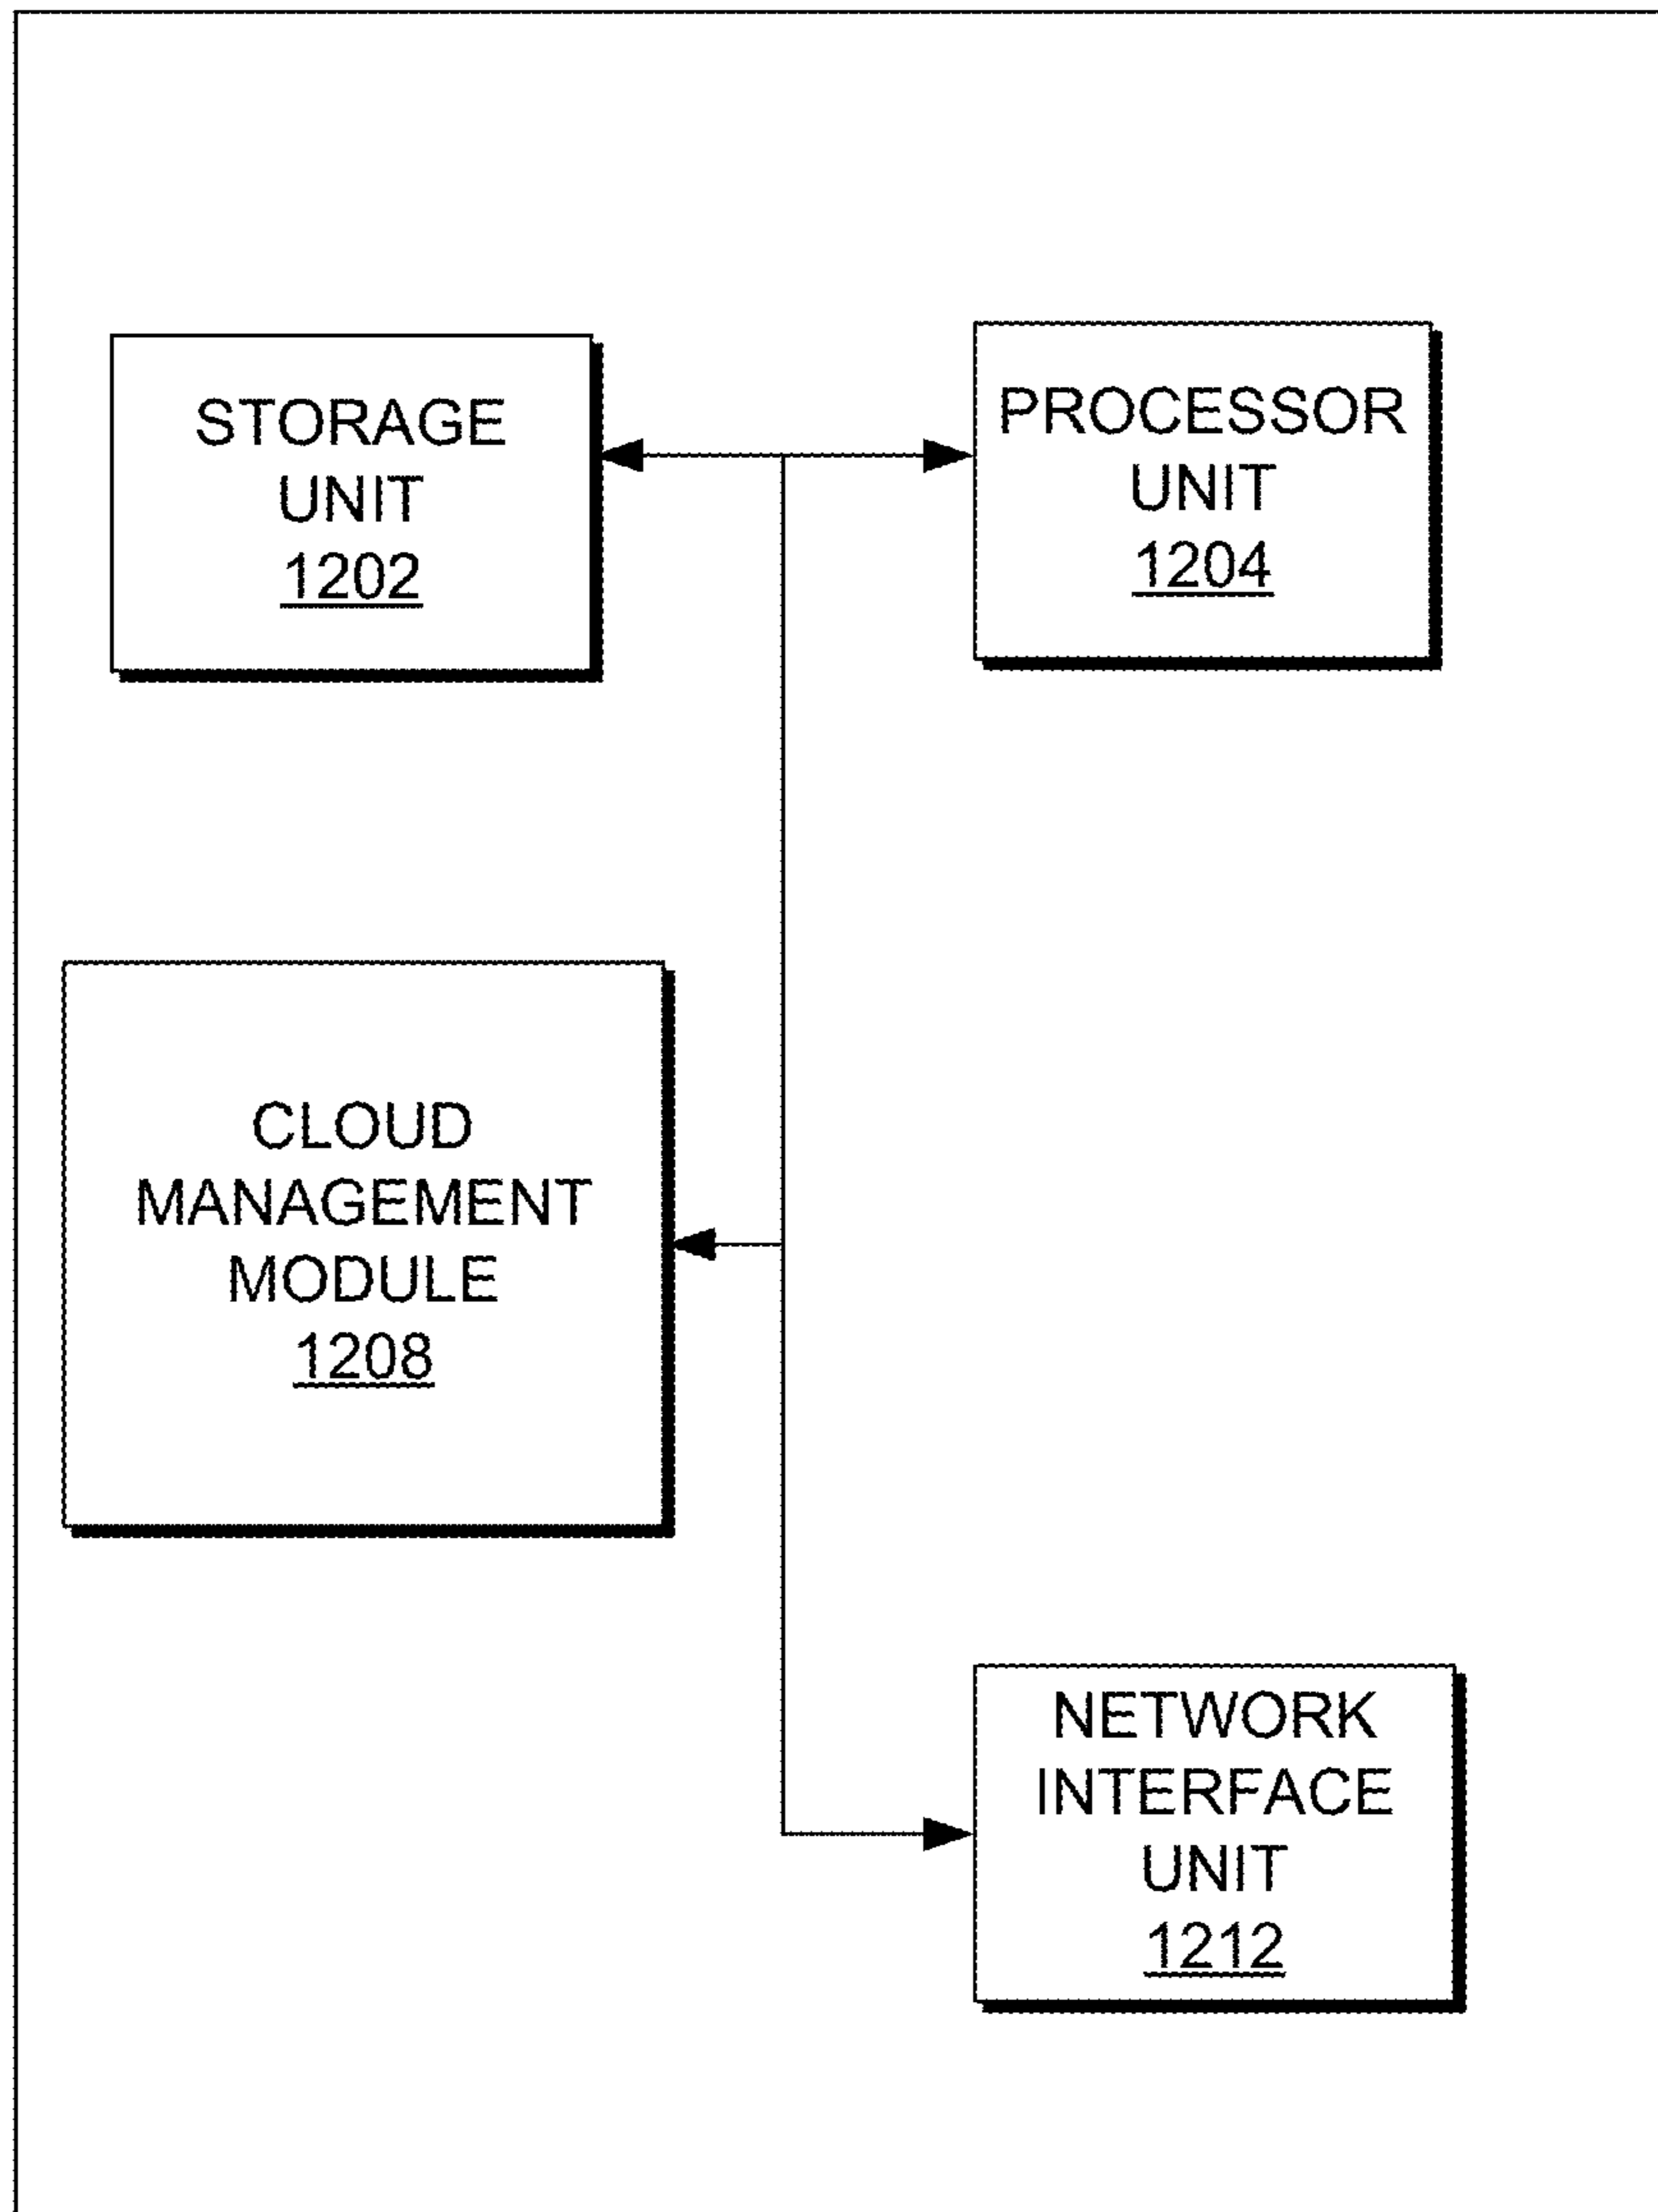 STORAGE
UNIT
1202
PROCESSOR
UNIT
1204
CLOUD
MANAGEMENT
MODULE
1208
NETWORK
INTERFACE
UNIT
1212